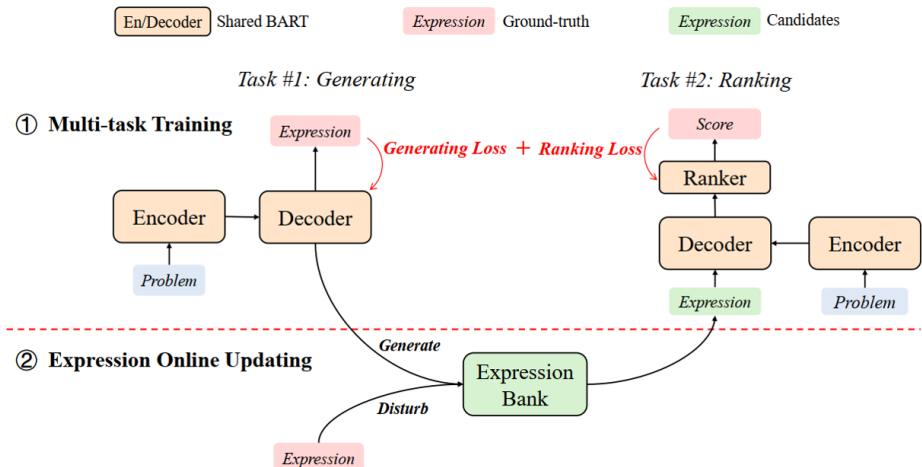 En/Decoder Shared BART Expression Ground-truth Expression Candidates
Task #1: Generating Task #2: Ranking
① Multi-task Training
Expression
Score
Generating Loss + Ranking Loss
Ranker
Encoder
Decoder
Decoder
Encoder
Problem
Expression
Problem
② Expression Online Updating
Generate
Expression
Bank
Disturb
Expression